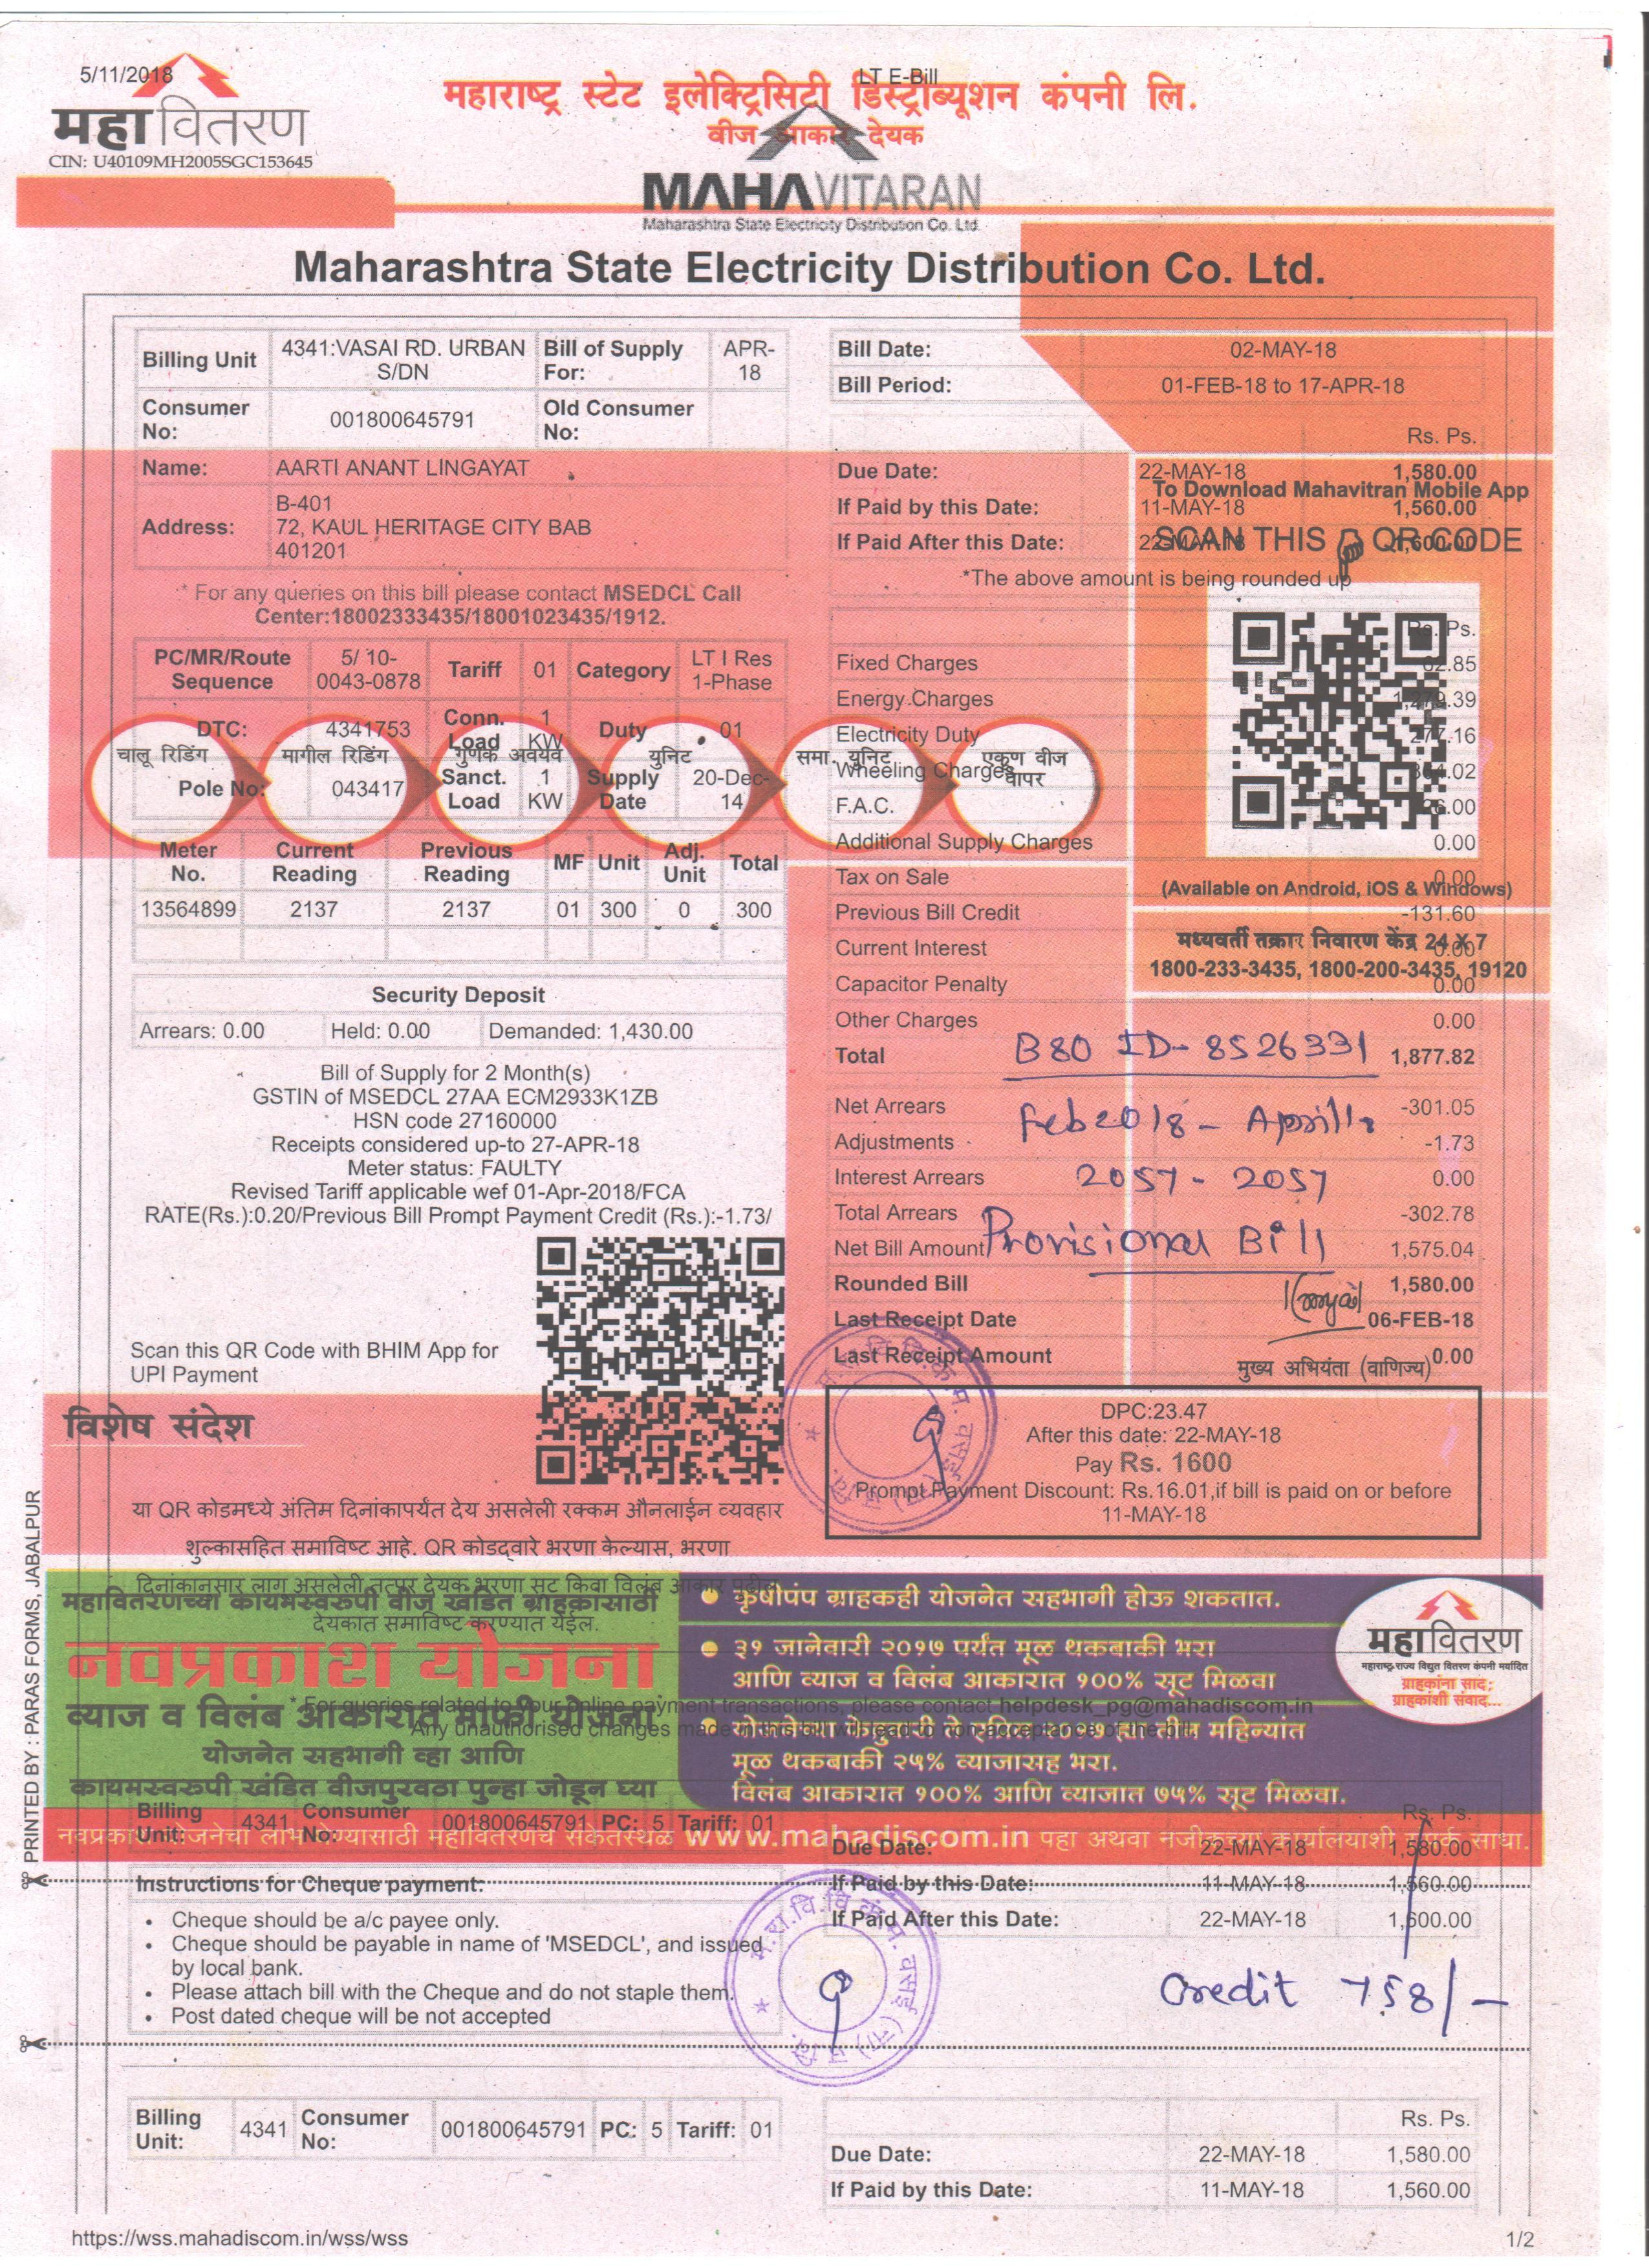 5/11/2018
LT E-Bill
महावितरण
CIN: U40109MH2005SGC153645
महाराष्ट्र स्टेट इलेक्ट्रिसिटी डिस्ट्रीब्यूशन कंपनी लि.
वीज आकार देयक
MAHAVITARAN
Maharashtra State Electricity Distribution Co. Ltd.
Maharashtra State Electricity Distribution Co. Ltd.
Billing Unit 4341:VASAI RD. URBAN S/DN Bill of Supply For: APR-18
Consumer No: 001800645791 Old Consumer No:
Name: AARTI ANANT LINGAYAT
Address: B-401
72, KAUL HERITAGE CITY BAB
401201
* For any queries on this bill please contact MSEDCL Call
Center:18002333435/18001023435/1912.
PC/MR/Route Sequence 5/ 10-0043-0878 Tariff 01 Category LT I Res 1-Phase
DTC: 4341753 Conn. Load 1 KW Duty 01
चालू रिडिंग मागील रिडिंग गुणक अवयव युनिट समा. युनिट एकूण वीज वापर
Pole No: 043417 Sanct. Load 1 KW Supply Date 20-Dec-14
Meter No. Current Reading Previous Reading MF Unit Adj. Unit Total
13564899 2137 2137 01 300 0 300
Security Deposit
Arrears: 0.00 Held: 0.00 Demanded: 1,430.00
Bill of Supply for 2 Month(s)
GSTIN of MSEDCL 27AA ECM2933K1ZB
HSN code 27160000
Receipts considered up-to 27-APR-18
Meter status: FAULTY
Revised Tariff applicable wef 01-Apr-2018/FCA
RATE(Rs.):0.20/Previous Bill Prompt Payment Credit (Rs.):-1.73/
Scan this QR Code with BHIM App for
UPI Payment
विशेष संदेश
या QR कोडमध्ये अंतिम दिनांकापर्यंत देय असलेली रक्कम औनलाईन व्यवहार
शुल्कासहित समाविष्ट आहे. QR कोडद्वारे भरणा केल्यास, भरणा
दिनांकानुसार लागू असलेली तत्पर देयक भरणा सूट किंवा विलंब आकार पुढील
देयकात समाविष्ट करण्यात येईल.
Bill Date: 02-MAY-18
Bill Period: 01-FEB-18 to 17-APR-18
Rs. Ps.
Due Date: 22-MAY-18 1,580.00
If Paid by this Date: 11-MAY-18 1,560.00
If Paid After this Date: 22-MAY-18 1,600.00
*The above amount is being rounded up
To Download Mahavitran Mobile App
SCAN THIS QR CODE
Rs. Ps.
Fixed Charges .85
Energy Charges 1,279.39
Electricity Duty 277.16
Wheeling Charges .02
F.A.C. .00
Additional Supply Charges 0.00
Tax on Sale 0.00
(Available on Android, iOS & Windows)
Previous Bill Credit -131.60
Current Interest 0.00
मध्यवर्ती तक्रार निवारण केंद्र 24 X 7
1800-233-3435, 1800-200-3435, 19120
Capacitor Penalty 0.00
Other Charges 0.00
Total 1,877.82
B80 ID- 8526331
Net Arrears -301.05
Feb 2018 - April18
Adjustments -1.73
Interest Arrears 0.00
2057 - 2057
Total Arrears -302.78
Net Bill Amount 1,575.04
Provisional Bill
Rounded Bill 1,580.00
Last Receipt Date 06-FEB-18
Last Receipt Amount 0.00
मुख्य अभियंता (वाणिज्य)
DPC:23.47
After this date: 22-MAY-18
Pay Rs. 1600
Prompt Payment Discount: Rs.16.01,if bill is paid on or before
11-MAY-18
महावितरणच्या कायमस्वरुपी वीज खंडित ग्राहकासाठी
नवप्रकाश योजना
व्याज व विलंब आकारात माफी योजना
योजनेत सहभागी व्हा आणि
कायमस्वरुपी खंडित वीजपुरवठा पुन्हा जोडून घ्या
कृषीपंप ग्राहकही योजनेत सहभागी होऊ शकतात.
३१ जानेवारी २०१७ पर्यंत मूळ थकबाकी भरा
आणि व्याज व विलंब आकारात १००% सूट मिळवा
* For queries related to your online payment transactions, please contact helpdesk_pg@mahadiscom.in
Any unauthorised changes made in this bill will lead to non-acceptance of the bill.
फेब्रुवारी ते एप्रिल २०१७ ह्या तीन महिन्यांत
मूळ थकबाकी २५% व्याजासह भरा.
विलंब आकारात १००% आणि व्याजात ७५% सूट मिळवा.
महावितरण
महाराष्ट्र राज्य विद्युत वितरण कंपनी मर्यादित
ग्राहकांना साद;
ग्राहकांशी संवाद...
नवप्रकाश योजनेचा लाभ घेण्यासाठी महावितरणचे संकेतस्थळ www.mahadiscom.in पहा अथवा नजीकच्या कार्यालयाशी संपर्क साधा.
Billing Unit: 4341 Consumer No: 001800645791 PC: 5 Tariff: 01
Rs. Ps.
Due Date: 22-MAY-18 1,580.00
If Paid by this Date: 11-MAY-18 1,560.00
If Paid After this Date: 22-MAY-18 1,600.00
Instructions for Cheque payment:
• Cheque should be a/c payee only.
• Cheque should be payable in name of 'MSEDCL', and issued
by local bank.
• Please attach bill with the Cheque and do not staple them.
• Post dated cheque will be not accepted
Credit 758/-
PRINTED BY : PARAS FORMS, JABALPUR
Billing Unit: 4341 Consumer No: 001800645791 PC: 5 Tariff: 01
Rs. Ps.
Due Date: 22-MAY-18 1,580.00
If Paid by this Date: 11-MAY-18 1,560.00
https://wss.mahadiscom.in/wss/wss
1/2